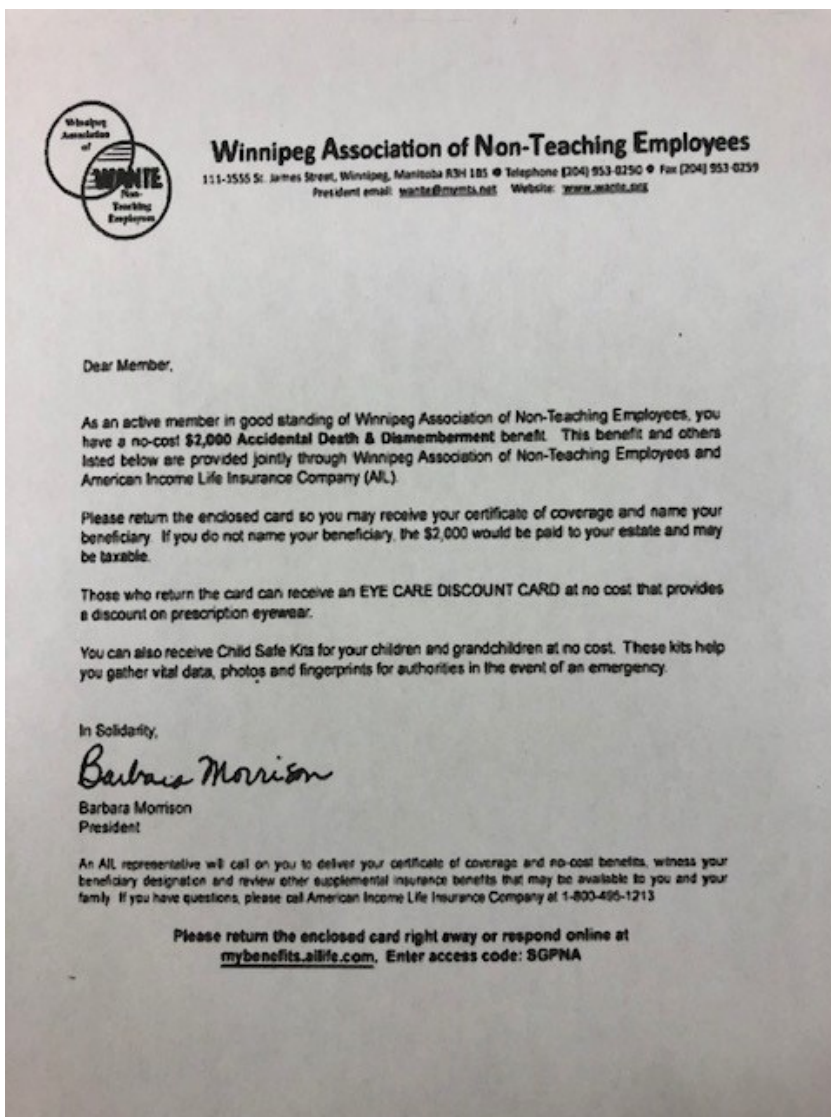 Winnipeg
Association
of
WANTE
Non-
Teaching
Employees
Winnipeg Association of Non-Teaching Employees
111-1555 St. James Street, Winnipeg, Manitoba R3H 1B5 ● Telephone (204) 953-0250 ● Fax (204) 953-0259
President email: wante@mymts.net Website: www.wante.org
Dear Member,
As an active member in good standing of Winnipeg Association of Non-Teaching Employees, you
have a no-cost $2,000 Accidental Death & Dismemberment benefit. This benefit and others
listed below are provided jointly through Winnipeg Association of Non-Teaching Employees and
American Income Life Insurance Company (AIL).
Please return the enclosed card so you may receive your certificate of coverage and name your
beneficiary. If you do not name your beneficiary, the $2,000 would be paid to your estate and may
be taxable.
Those who return the card can receive an EYE CARE DISCOUNT CARD at no cost that provides
a discount on prescription eyewear.
You can also receive Child Safe Kits for your children and grandchildren at no cost. These kits help
you gather vital data, photos and fingerprints for authorities in the event of an emergency.
In Solidarity,
Barbara Morrison
Barbara Morrison
President
An AIL representative will call on you to deliver your certificate of coverage and no-cost benefits, witness your
beneficiary designation and review other supplemental insurance benefits that may be available to you and your
family. If you have questions, please call American Income Life Insurance Company at 1-800-495-1213
Please return the enclosed card right away or respond online at
mybenefits.ailife.com. Enter access code: SGPNA